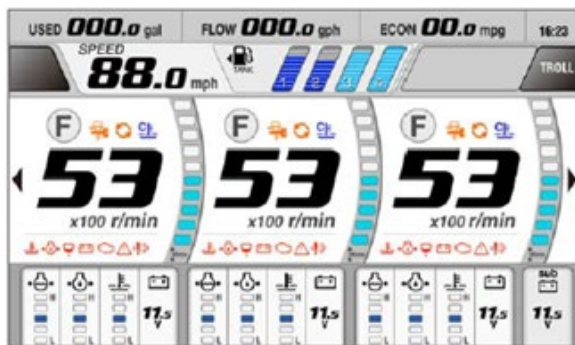 USED 000.0 gal FLOW 000.0 gph ECON 00.0 mpg 16:23
SPEED
88.0 mph TANK 1 2 3 4 TROLL
F F F
53 53 53
x100 r/min x100 r/min x100 r/min
sub
H H H H H H
11.5 11.5 11.5 11.5
V V V V
L L L L L L